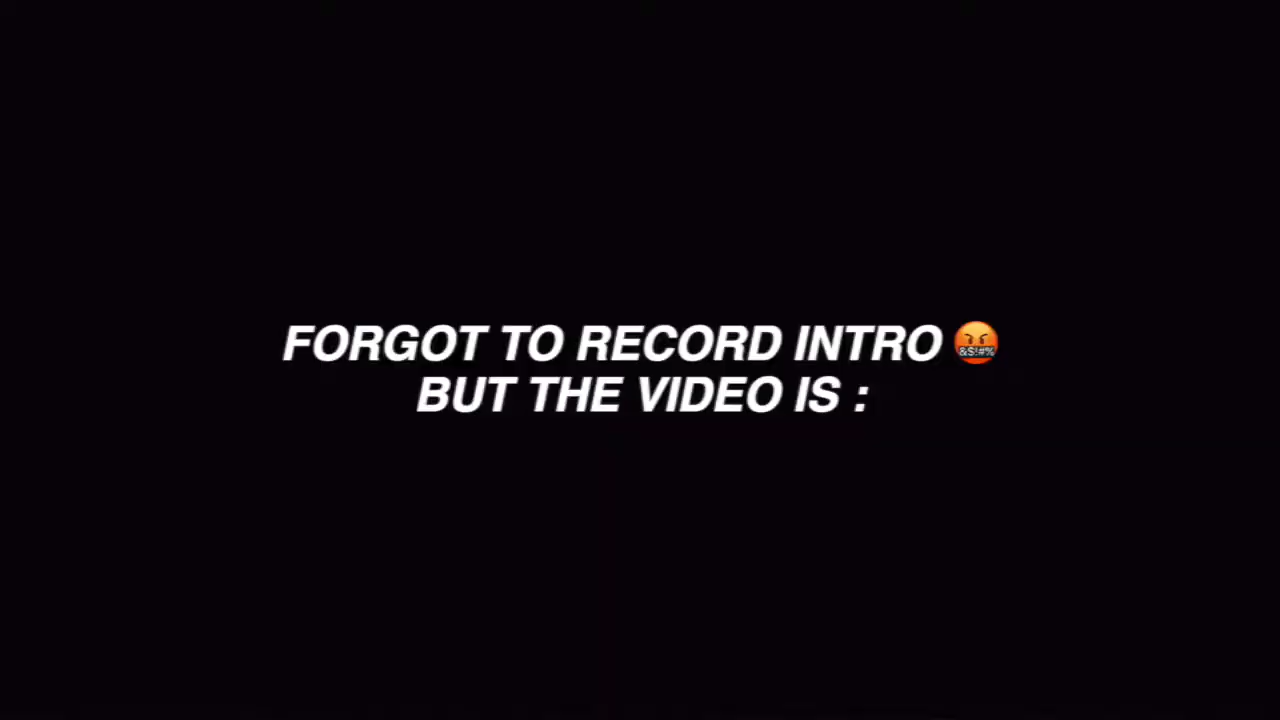 FORGOT TO RECORD INTRO 🤬
BUT THE VIDEO IS :